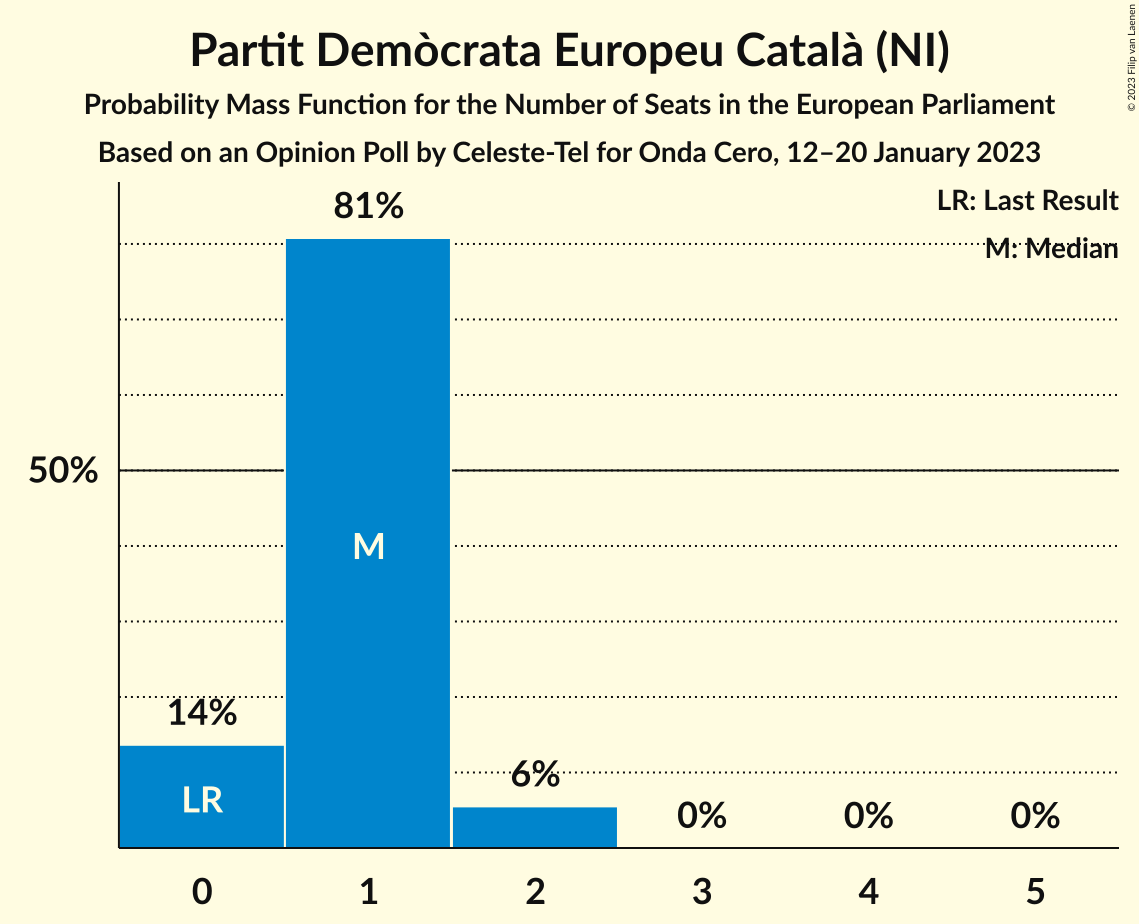 Partit Demòcrata Europeu Català (NI)
Probability Mass Function for the Number of Seats in the European Parliament
Based on an Opinion Poll by Celeste-Tel for Onda Cero, 12–20 January 2023
© 2023 Filip van Laenen
LR: Last Result
M: Median
81%
50%
M
14%
LR
6%
0%
0%
0%
0
1
2
3
4
5